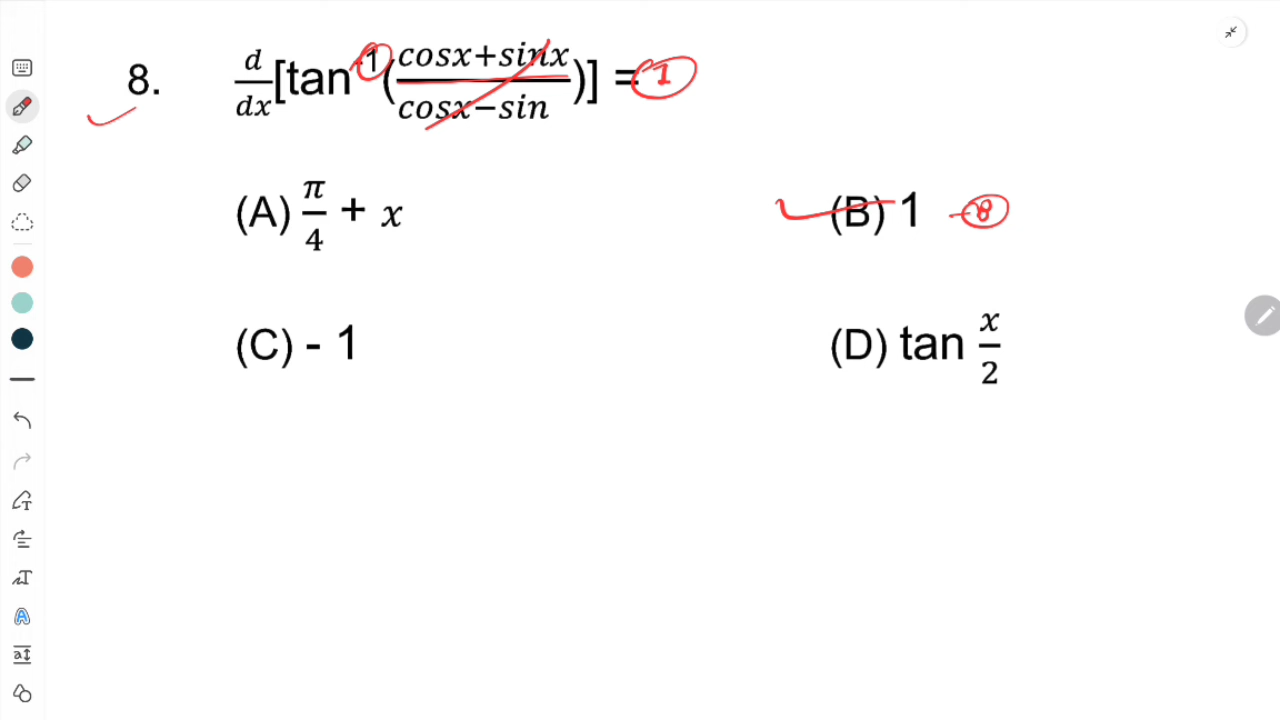 8. d/dx[tan⁻¹(cosx+sinx/cosx−sin)] = 1
(A) π/4 + x
(B) 1 8
(C) - 1
(D) tan x/2